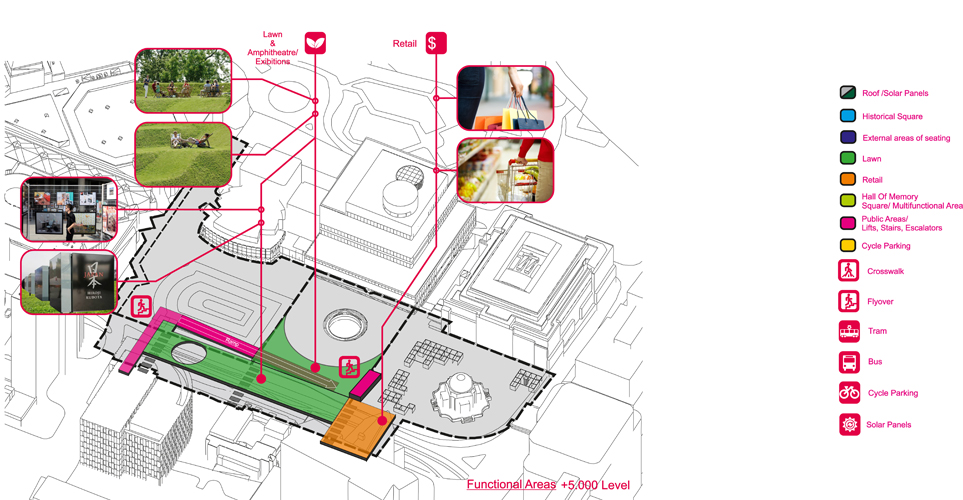 Lawn
&
Amphitheatre/
Exibitions
Retail
$
日
本
Ramp
Functional Areas +5.000 Level
Roof /Solar Panels
Historical Square
External areas of seating
Lawn
Retail
Hall Of Memory
Square/ Multifunctional Area
Public Areas/
Lifts, Stairs, Escalators
Cycle Parking
Crosswalk
Flyover
Tram
Bus
Cycle Parking
Solar Panels